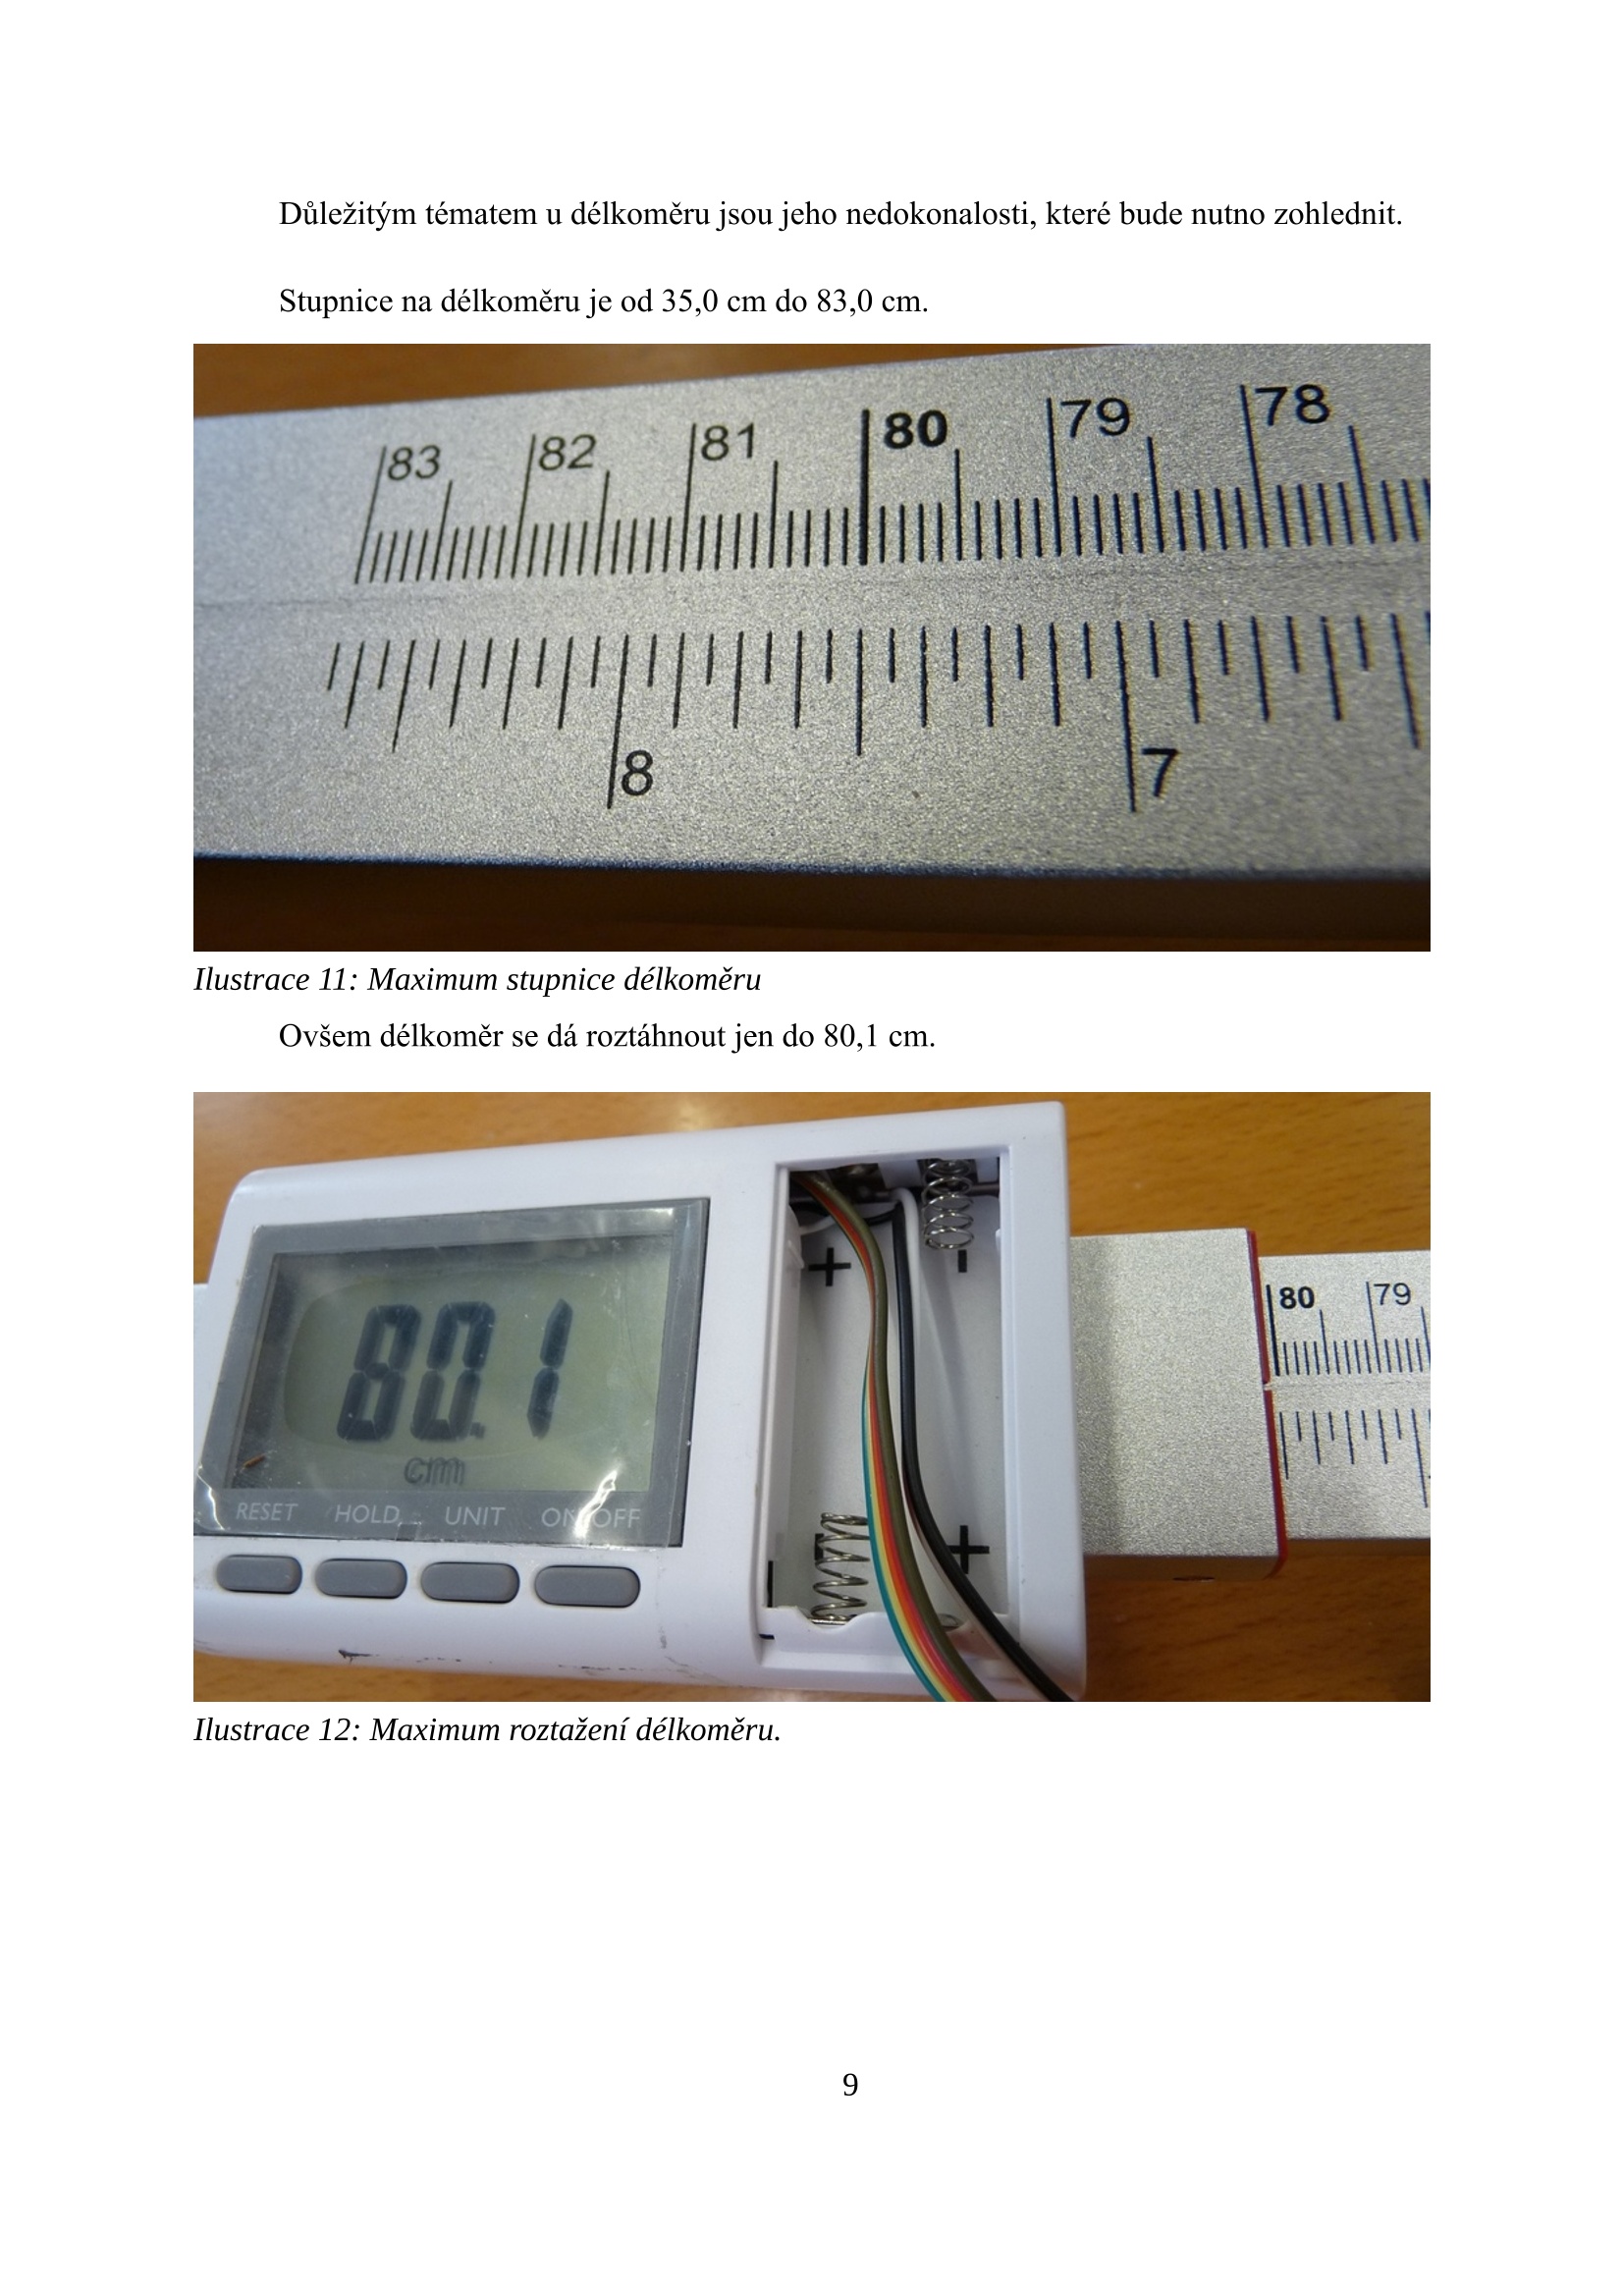 Důležitým tématem u délkoměru jsou jeho nedokonalosti, které bude nutno zohlednit.
Stupnice na délkoměru je od 35,0 cm do 83,0 cm.
83 82 81 80 79 78
8 7
Ilustrace 11: Maximum stupnice délkoměru
Ovšem délkoměr se dá roztáhnout jen do 80,1 cm.
+ -
80 79
80.1
cm
RESET HOLD UNIT ON/OFF
+
Ilustrace 12: Maximum roztažení délkoměru.
9